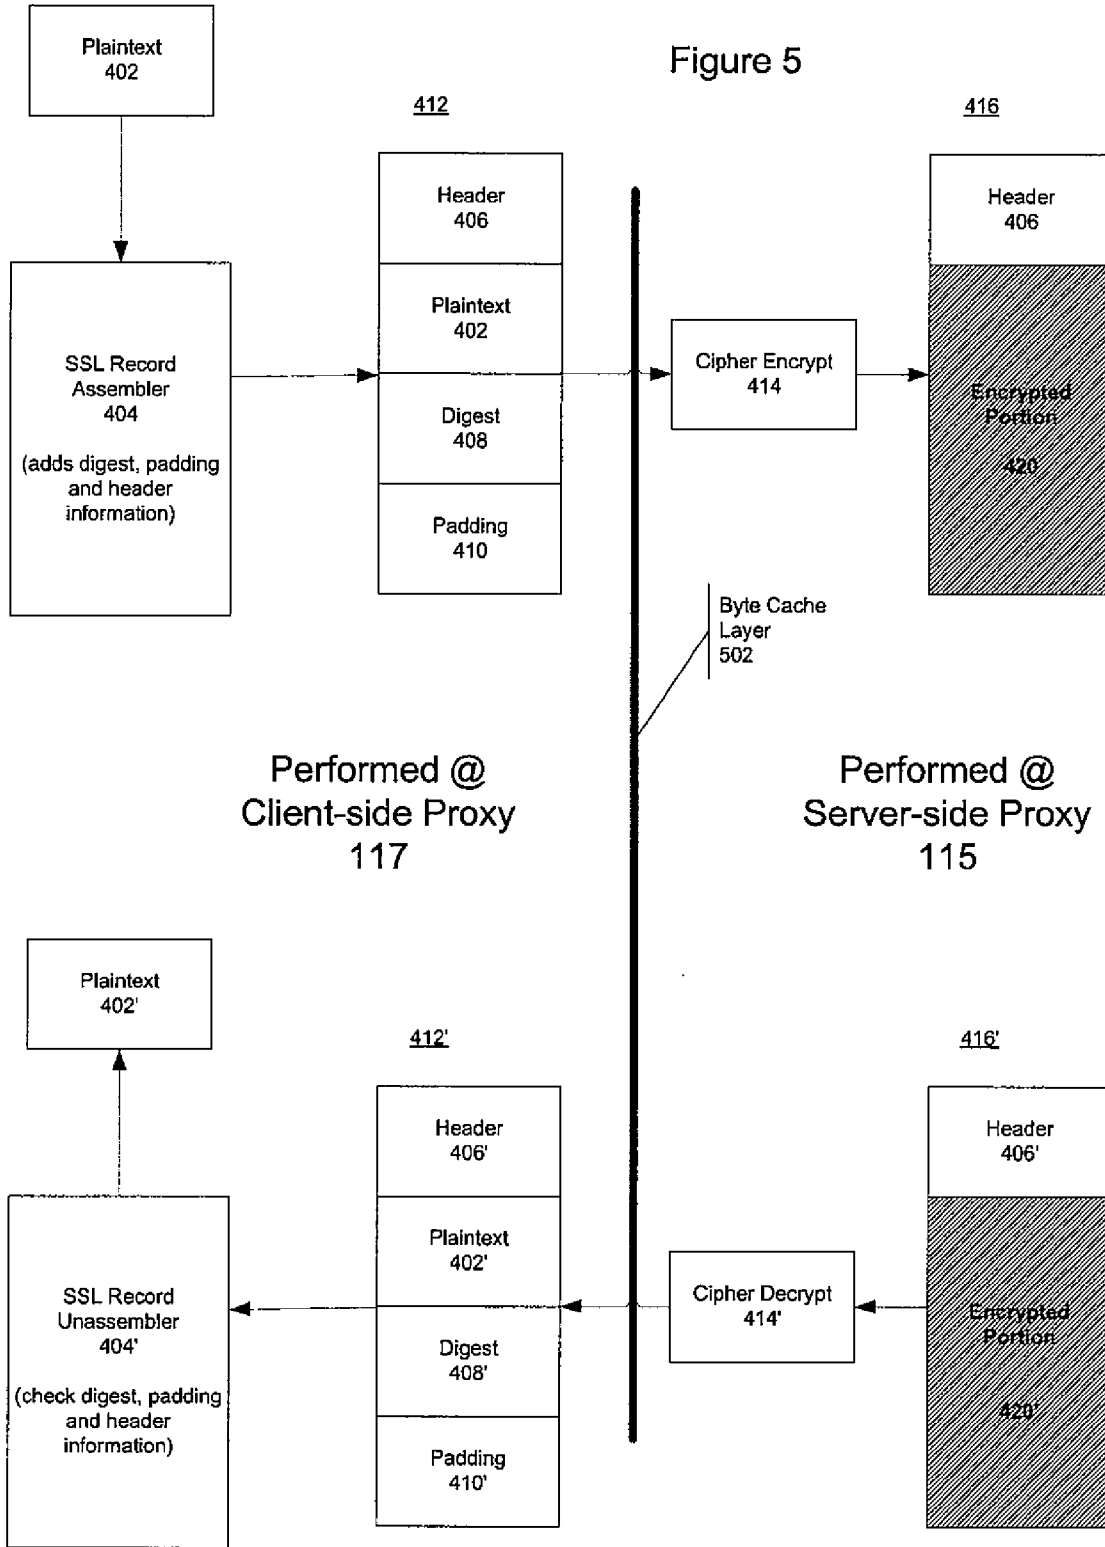 Plaintext
402
Figure 5
412
416
Header
406
Plaintext
402
Digest
408
Padding
410
Header
406
Encrypted
Portion
420
SSL Record
Assembler
404
(adds digest, padding
and header
information)
Cipher Encrypt
414
Byte Cache
Layer
502
Performed @
Client-side Proxy
117
Performed @
Server-side Proxy
115
Plaintext
402'
412'
416'
Header
406'
Plaintext
402'
Digest
408'
Padding
410'
Header
406'
Encrypted
Portion
420'
SSL Record
Unassembler
404'
(check digest, padding
and header
information)
Cipher Decrypt
414'